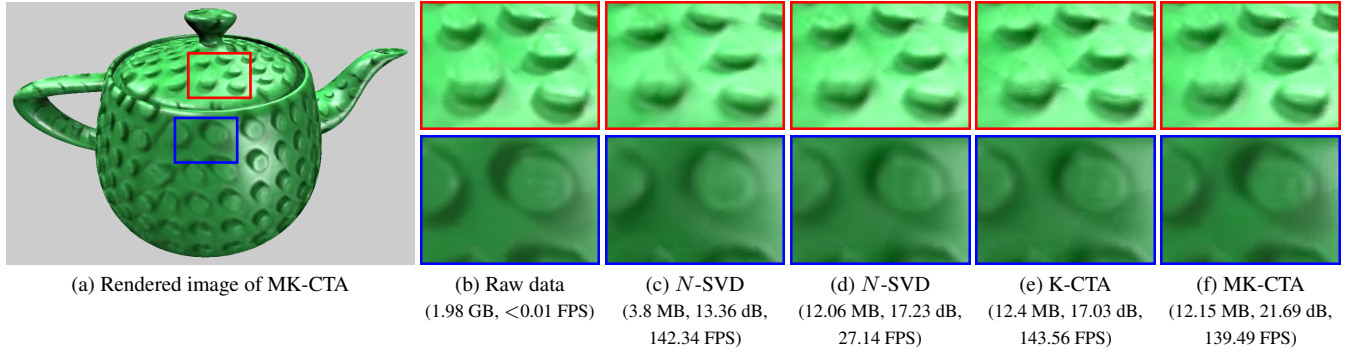 (a) Rendered image of MK-CTA
(b) Raw data
(1.98 GB, <0.01 FPS)
(c) N-SVD
(3.8 MB, 13.36 dB,
142.34 FPS)
(d) N-SVD
(12.06 MB, 17.23 dB,
27.14 FPS)
(e) K-CTA
(12.4 MB, 17.03 dB,
143.56 FPS)
(f) MK-CTA
(12.15 MB, 21.69 dB,
139.49 FPS)